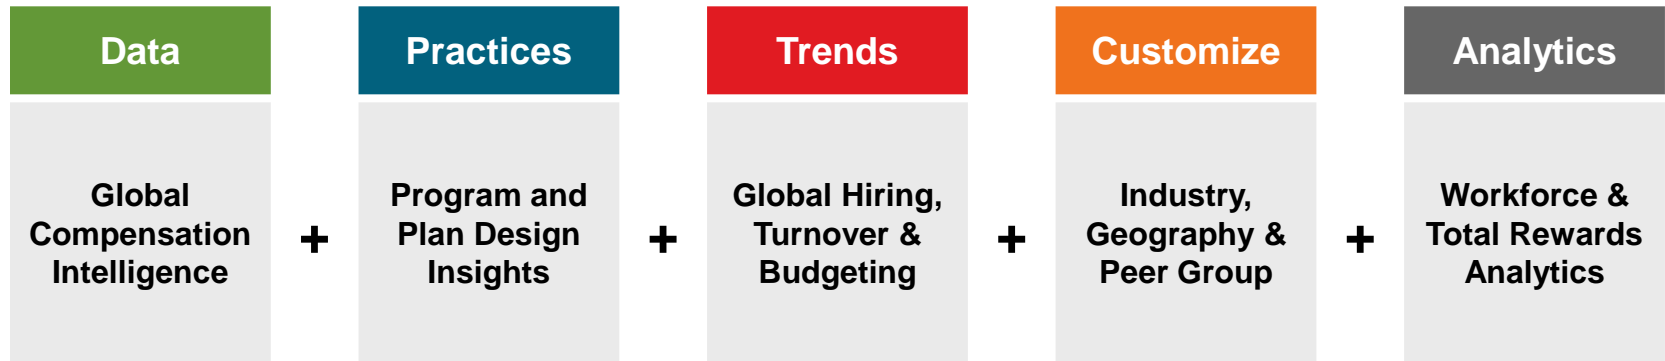 Data
Global
Compensation
Intelligence
+
Practices
Program and
Plan Design
Insights
+
Trends
Global Hiring,
Turnover &
Budgeting
+
Customize
Industry,
Geography &
Peer Group
+
Analytics
Workforce &
Total Rewards
Analytics